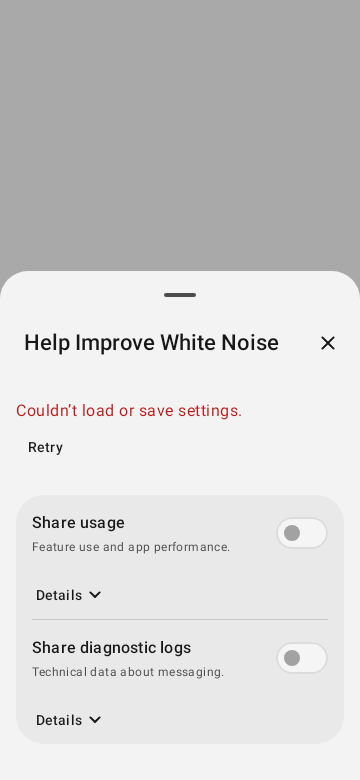 Help Improve White Noise
Couldn’t load or save settings.
Retry
Share usage
Feature use and app performance.
Details
Share diagnostic logs
Technical data about messaging.
Details